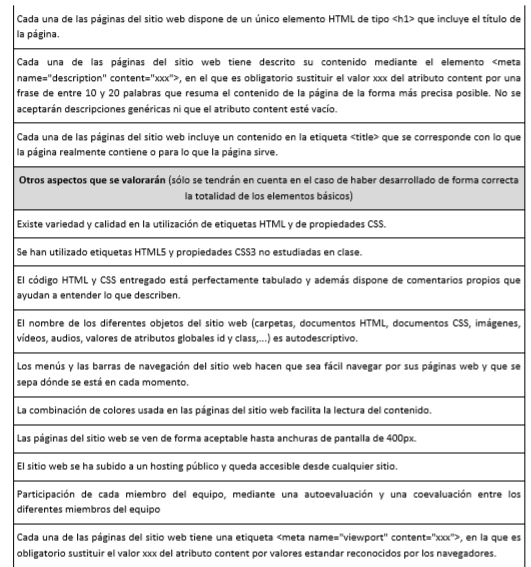 Cada una de las páginas del sitio web dispone de un único elemento HTML de tipo <h1> que incluye el título de
la página.
Cada una de las páginas del sitio web tiene descrito su contenido mediante el elemento <meta
name="description" content="xxx">, en el que es obligatorio sustituir el valor xxx del atributo content por una
frase de entre 10 y 20 palabras que resuma el contenido de la página de la forma más precisa posible. No se
aceptarán descripciones genéricas ni que el atributo content esté vacío.
Cada una de las páginas del sitio web incluye un contenido en la etiqueta <title> que se corresponde con lo que
la página realmente contiene o para lo que la página sirve.
Otros aspectos que se valorarán (sólo se tendrán en cuenta en el caso de haber desarrollado de forma correcta
la totalidad de los elementos básicos)
Existe variedad y calidad en la utilización de etiquetas HTML y de propiedades CSS.
Se han utilizado etiquetas HTML5 y propiedades CSS3 no estudiadas en clase.
El código HTML y CSS entregado está perfectamente tabulado y además dispone de comentarios propios que
ayudan a entender lo que describen.
El nombre de los diferentes objetos del sitio web (carpetas, documentos HTML, documentos CSS, imágenes,
vídeos, audios, valores de atributos globales id y class,...) es autodescriptivo.
Los menús y las barras de navegación del sitio web hacen que sea fácil navegar por sus páginas web y que se
sepa dónde se está en cada momento.
La combinación de colores usada en las páginas del sitio web facilita la lectura del contenido.
Las páginas del sitio web se ven de forma aceptable hasta anchuras de pantalla de 400px.
El sitio web se ha subido a un hosting público y queda accesible desde cualquier sitio.
Participación de cada miembro del equipo, mediante una autoevaluación y una coevaluación entre los
diferentes miembros del equipo
Cada una de las páginas del sitio web tiene una etiqueta <meta name="viewport" content="xxx">, en la que es
obligatorio sustituir el valor xxx del atributo content por valores estandar reconocidos por los navegadores.